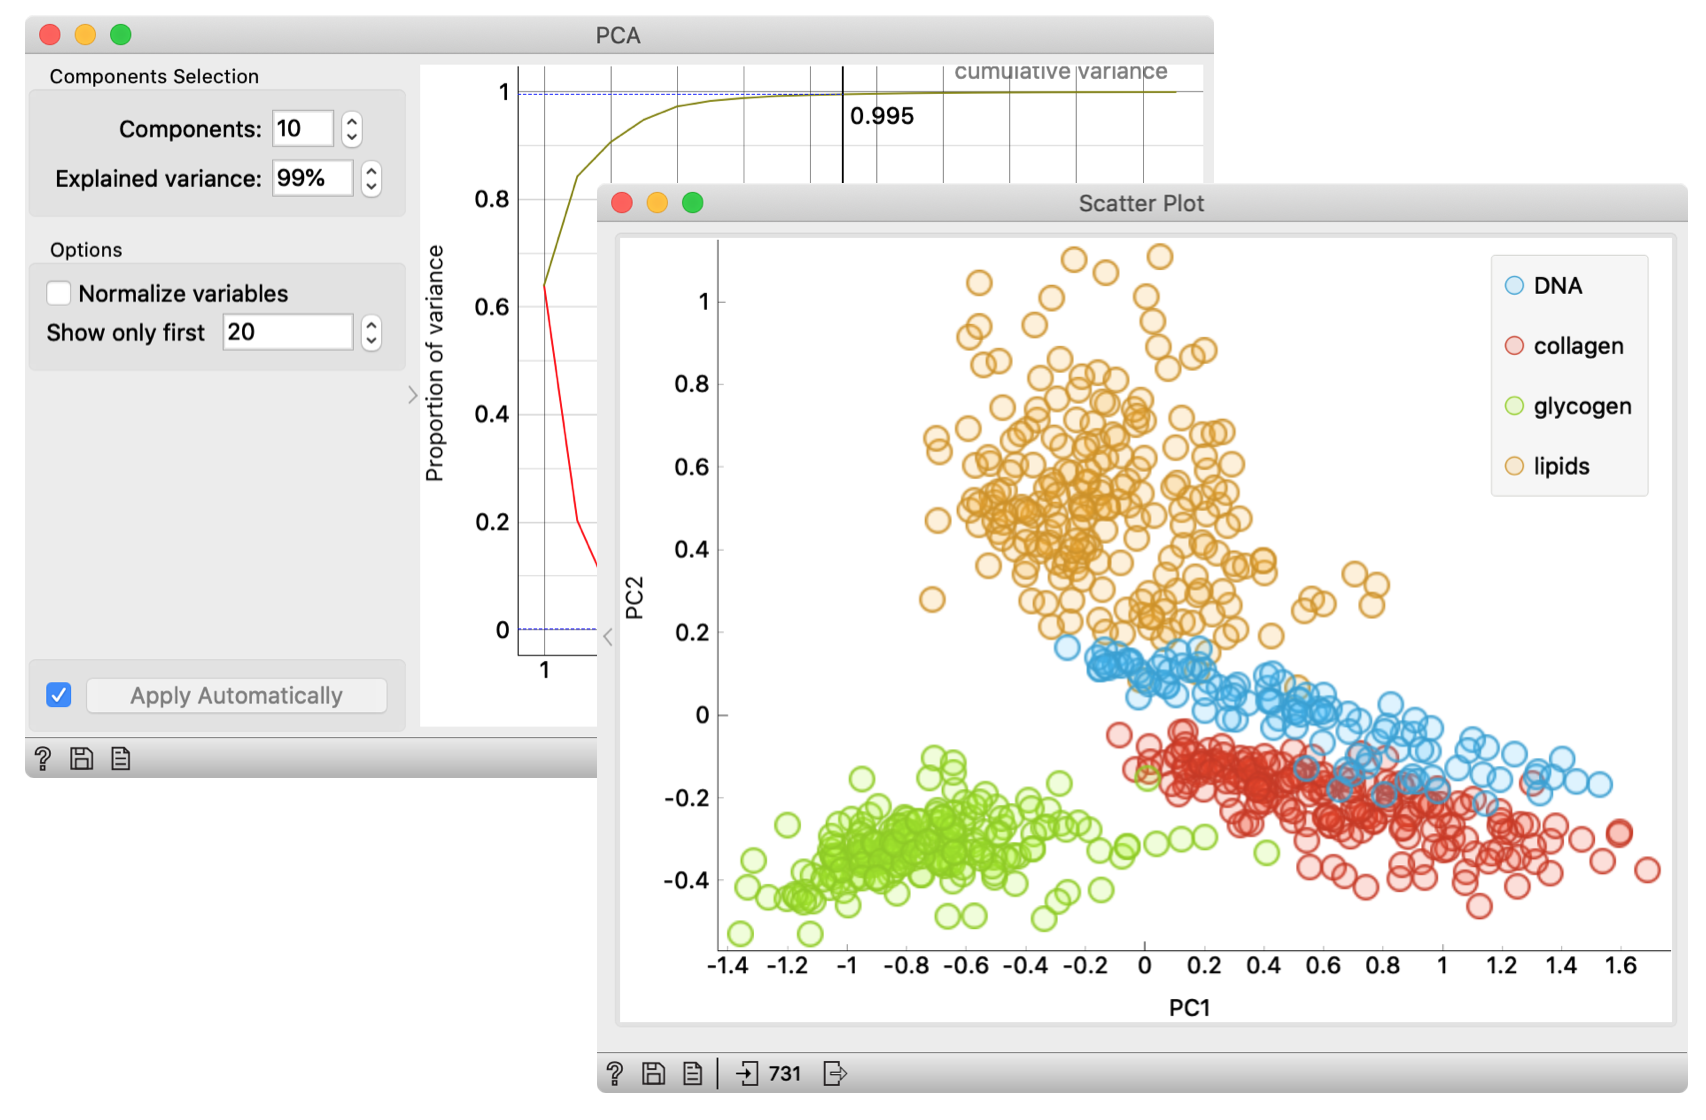 PCA
Components Selection
Components: 10
Explained variance: 99%
Options
Normalize variables
Show only first 20
Apply Automatically
?
cumulative variance
0.995
Proportion of variance
1
0.8
0.6
0.4
0.2
0
1
Scatter Plot
DNA
collagen
glycogen
lipids
PC2
1
0.8
0.6
0.4
0.2
0
-0.2
-0.4
-1.4 -1.2 -1 -0.8 -0.6 -0.4 -0.2 0 0.2 0.4 0.6 0.8 1 1.2 1.4 1.6
PC1
? 731